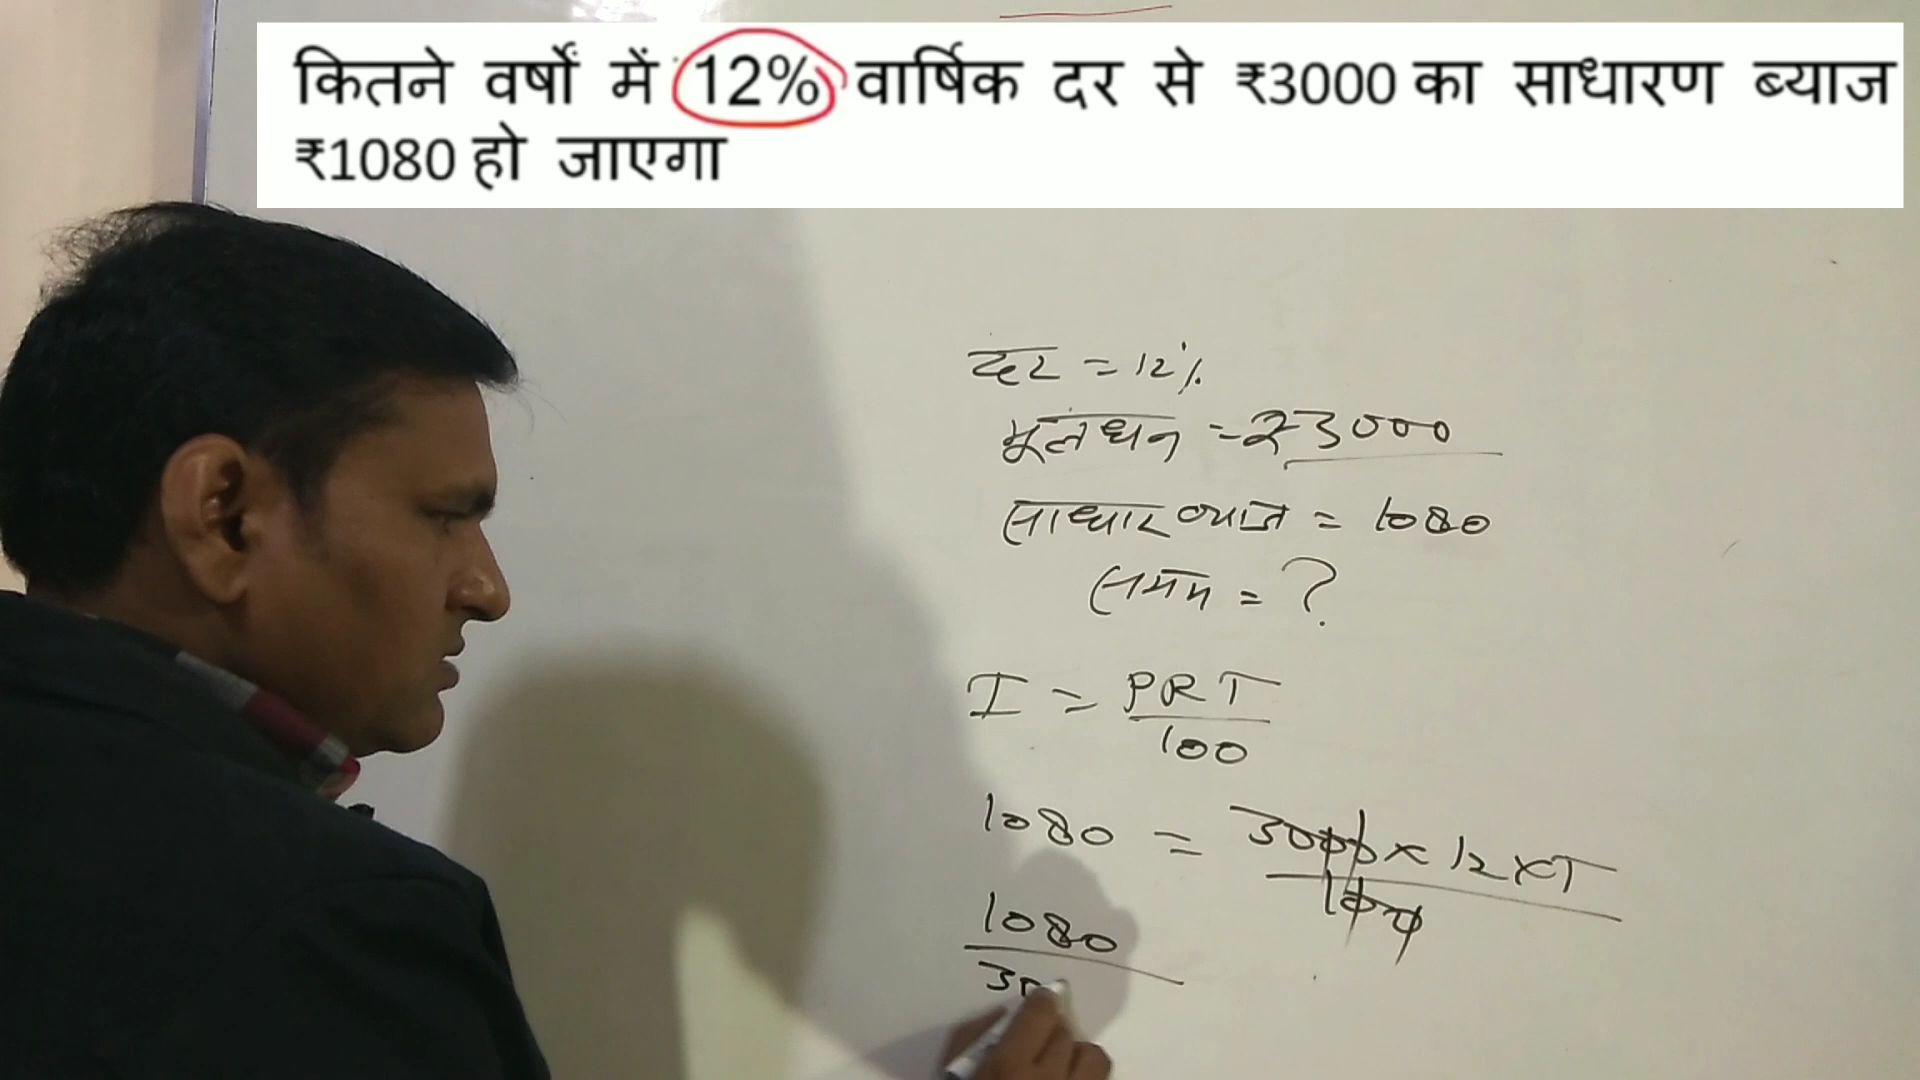 कितने वर्षों में 12% वार्षिक दर से ₹3000 का साधारण ब्याज
₹1080 हो जाएगा
दर = 12%
मूलधन = ₹3000
साधार ब्याज = 1080
समय = ?
I = PRT
100
1080 = 3000 x 12 x T
100
1080
30